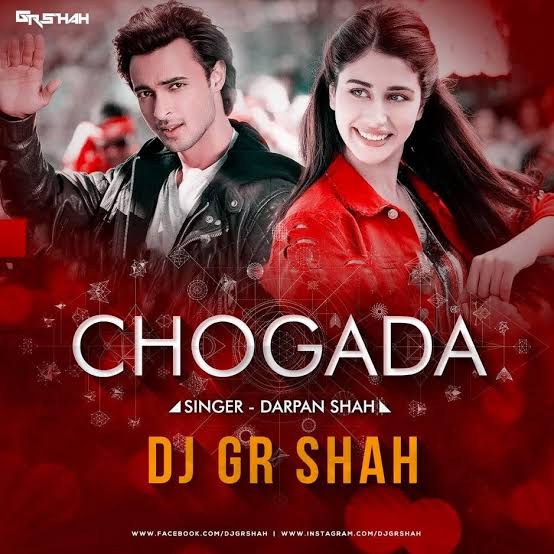 GRSHAH
CHOGADA
SINGER - DARPAN SHAH
DJ GR SHAH
WWW.FACEBOOK.COM/DJGRSHAH | WWW.INSTAGRAM.COM/DJGRSHAH